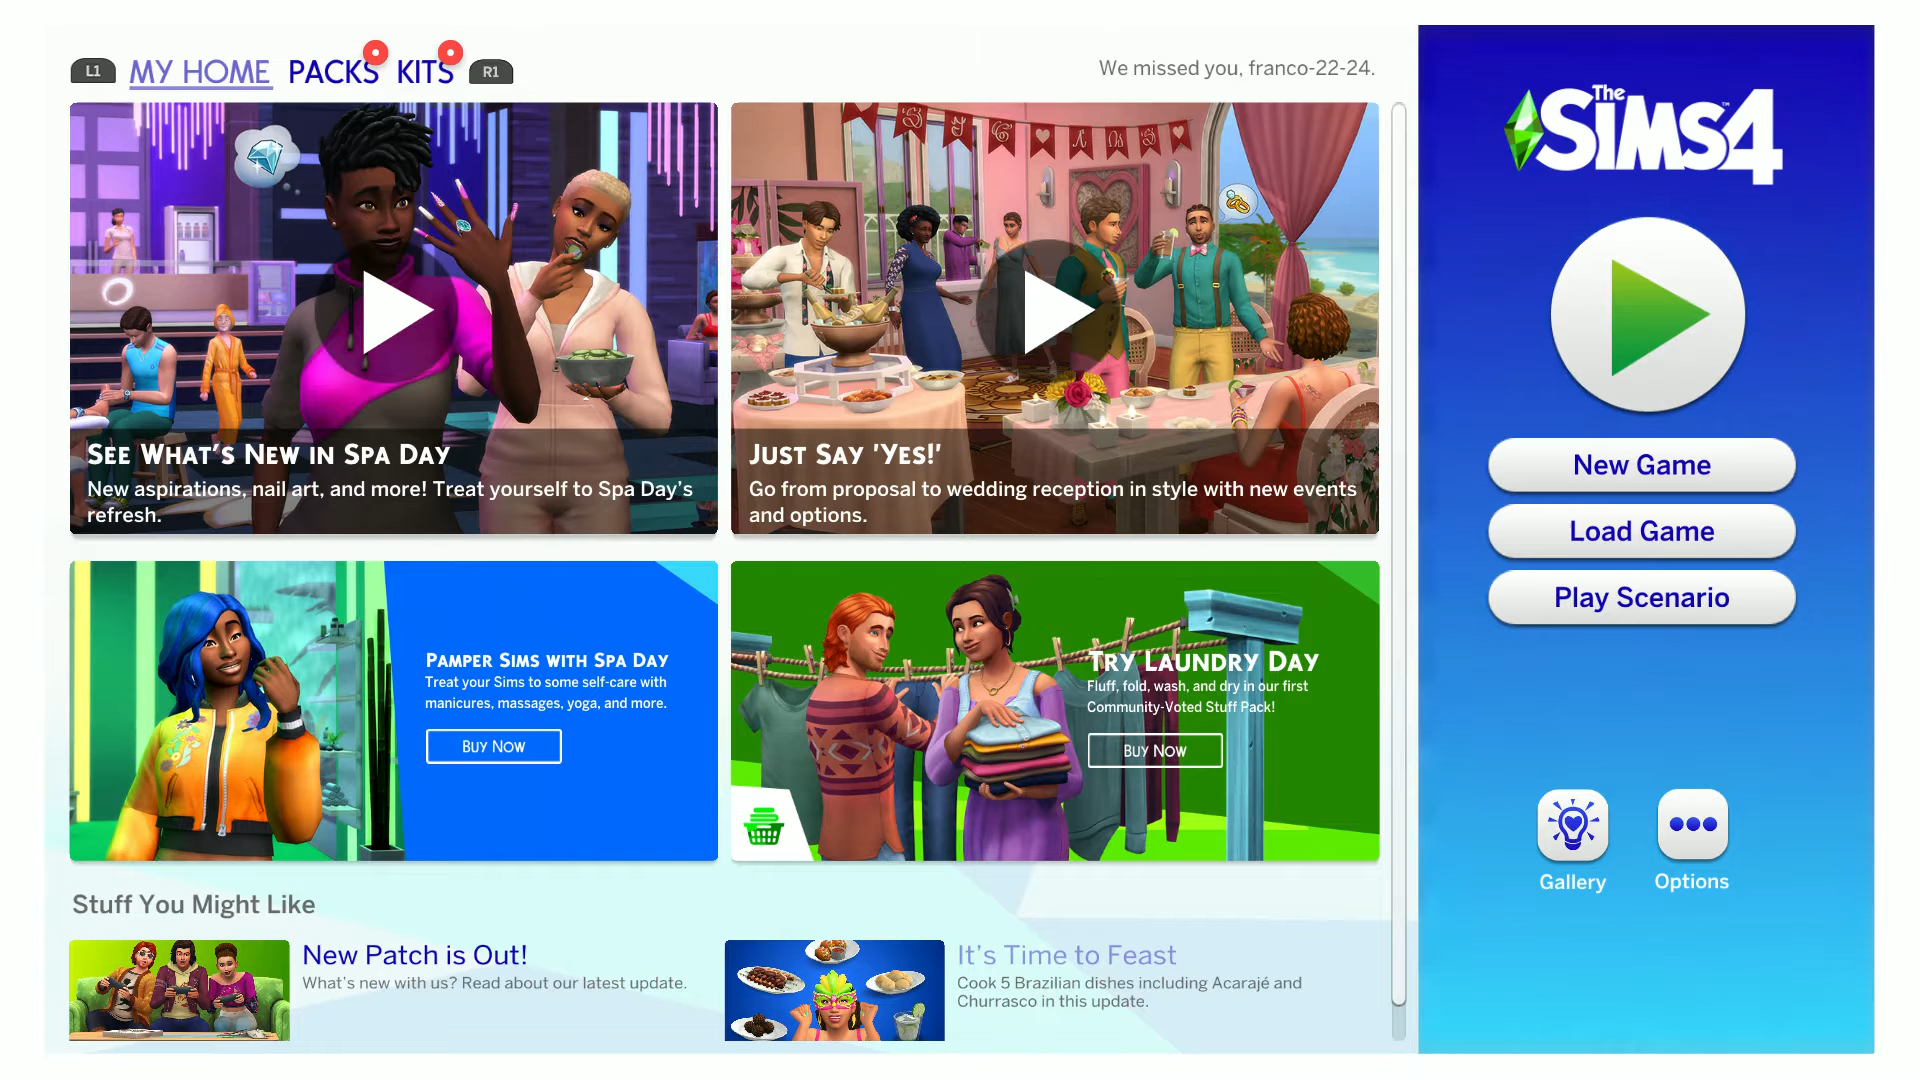 L1 MY HOME PACKS KITS R1
We missed you, franco-22-24.
SEE WHAT'S NEW IN SPA DAY
New aspirations, nail art, and more! Treat yourself to Spa Day's
refresh.
JUST SAY 'YES!'
Go from proposal to wedding reception in style with new events
and options.
PAMPER SIMS WITH SPA DAY
Treat your Sims to some self-care with
manicures, massages, yoga, and more.
BUY NOW
TRY LAUNDRY DAY
Fluff, fold, wash, and dry in our first
Community-Voted Stuff Pack!
BUY NOW
Stuff You Might Like
New Patch is Out!
What's new with us? Read about our latest update.
It's Time to Feast
Cook 5 Brazilian dishes including Acarajé and
Churrasco in this update.
The SIMS 4™
New Game
Load Game
Play Scenario
Gallery
Options